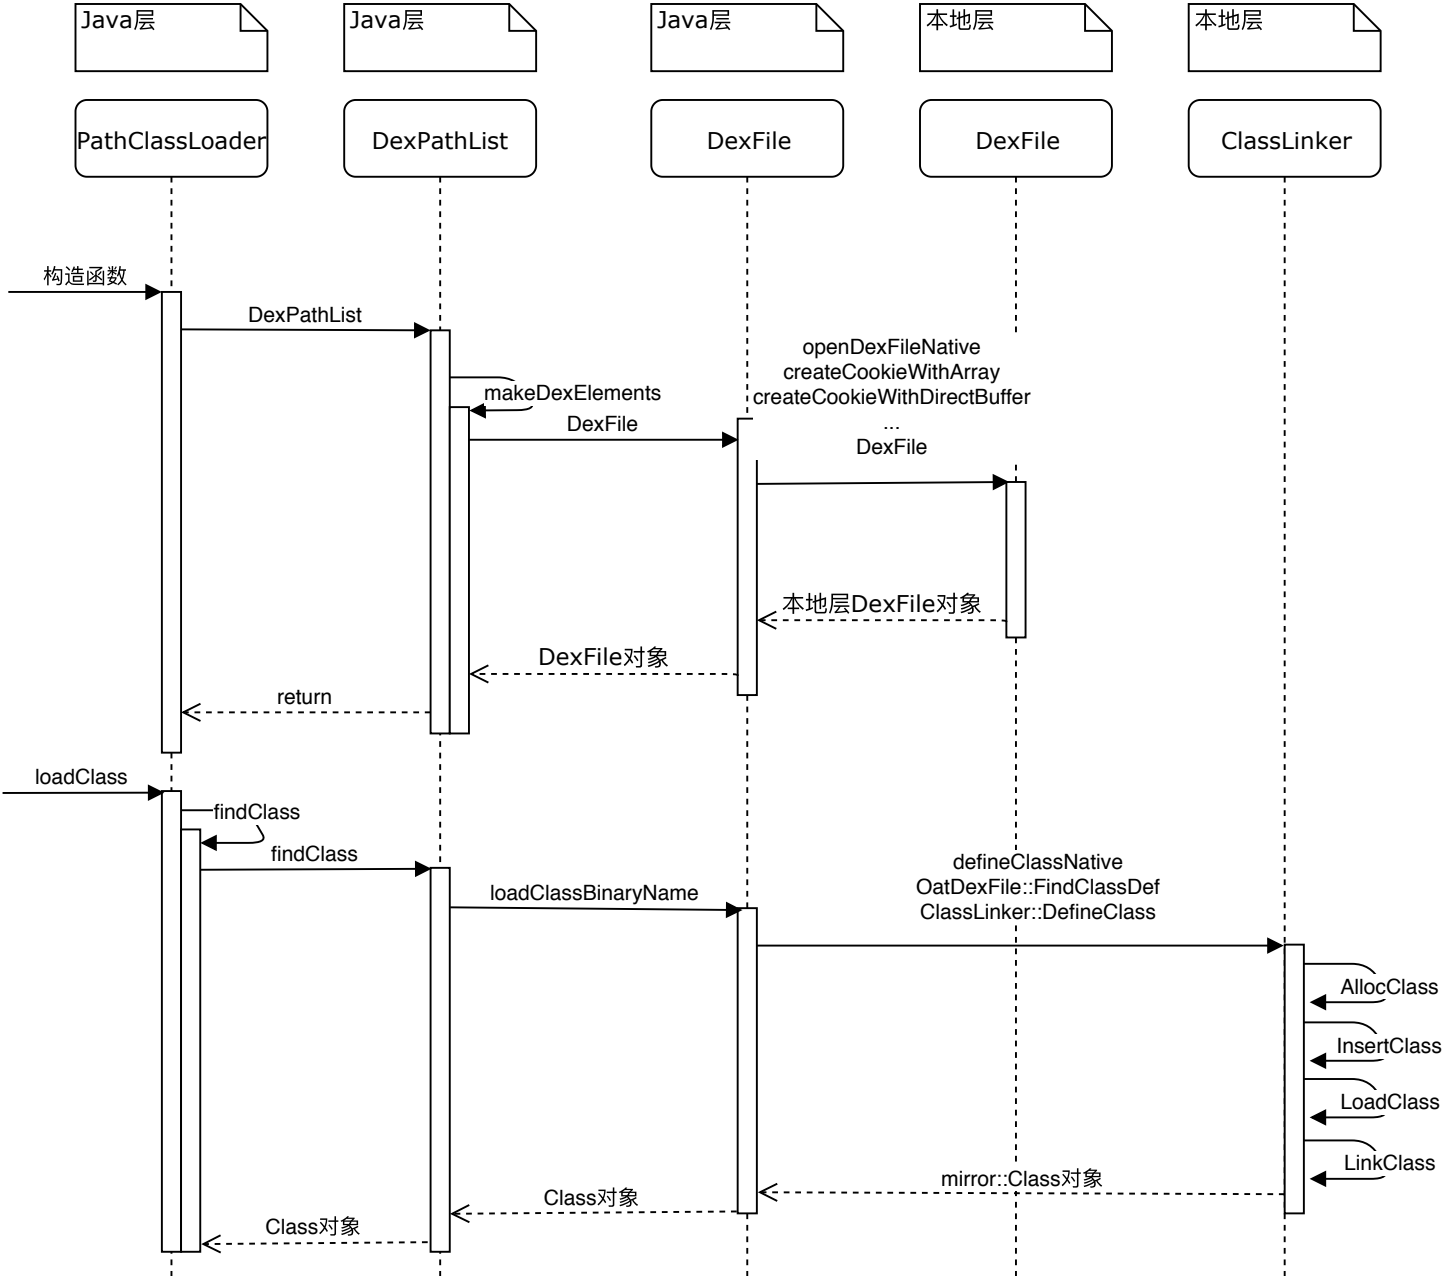 Java层
Java层
Java层
本地层
本地层
PathClassLoader
DexPathList
DexFile
DexFile
ClassLinker
构造函数
DexPathList
openDexFileNative
createCookieWithArray
createCookieWithDirectBuffer
...
DexFile
makeDexElements
DexFile
本地层DexFile对象
DexFile对象
return
loadClass
findClass
findClass
loadClassBinaryName
defineClassNative
OatDexFile::FindClassDef
ClassLinker::DefineClass
AllocClass
InsertClass
LoadClass
LinkClass
mirror::Class对象
Class对象
Class对象